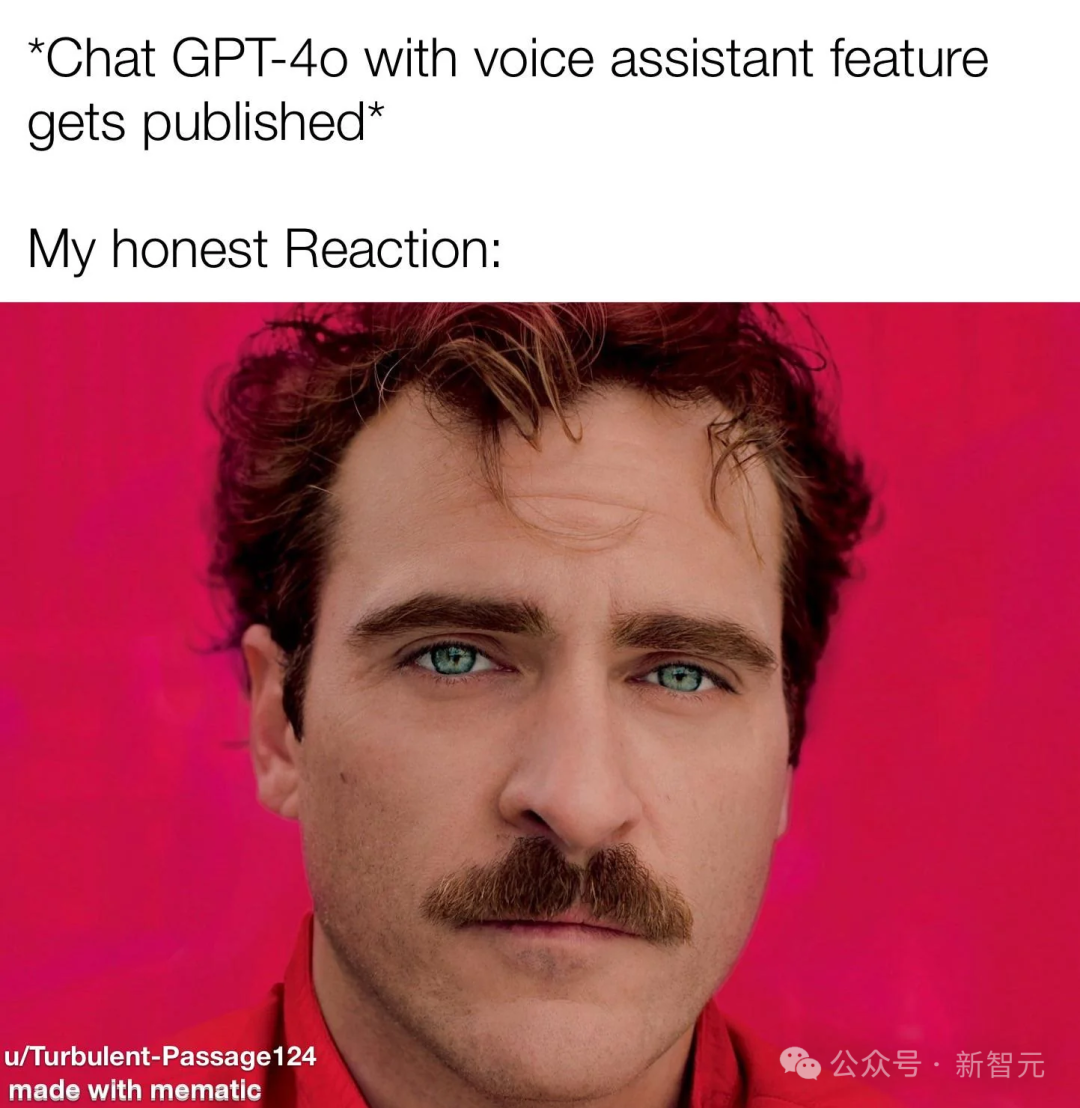 *Chat GPT-4o with voice assistant feature
gets published*
My honest Reaction:
u/Turbulent-Passage124
made with mematic
公众号 · 新智元